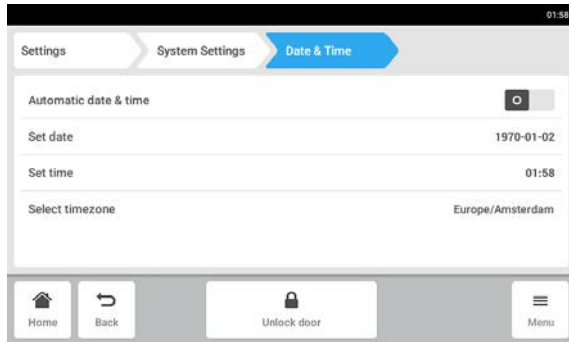 01:58
Settings System Settings Date & Time
Automatic date & time O
Set date 1970-01-02
Set time 01:58
Select timezone Europe/Amsterdam
Home Back Unlock door Menu